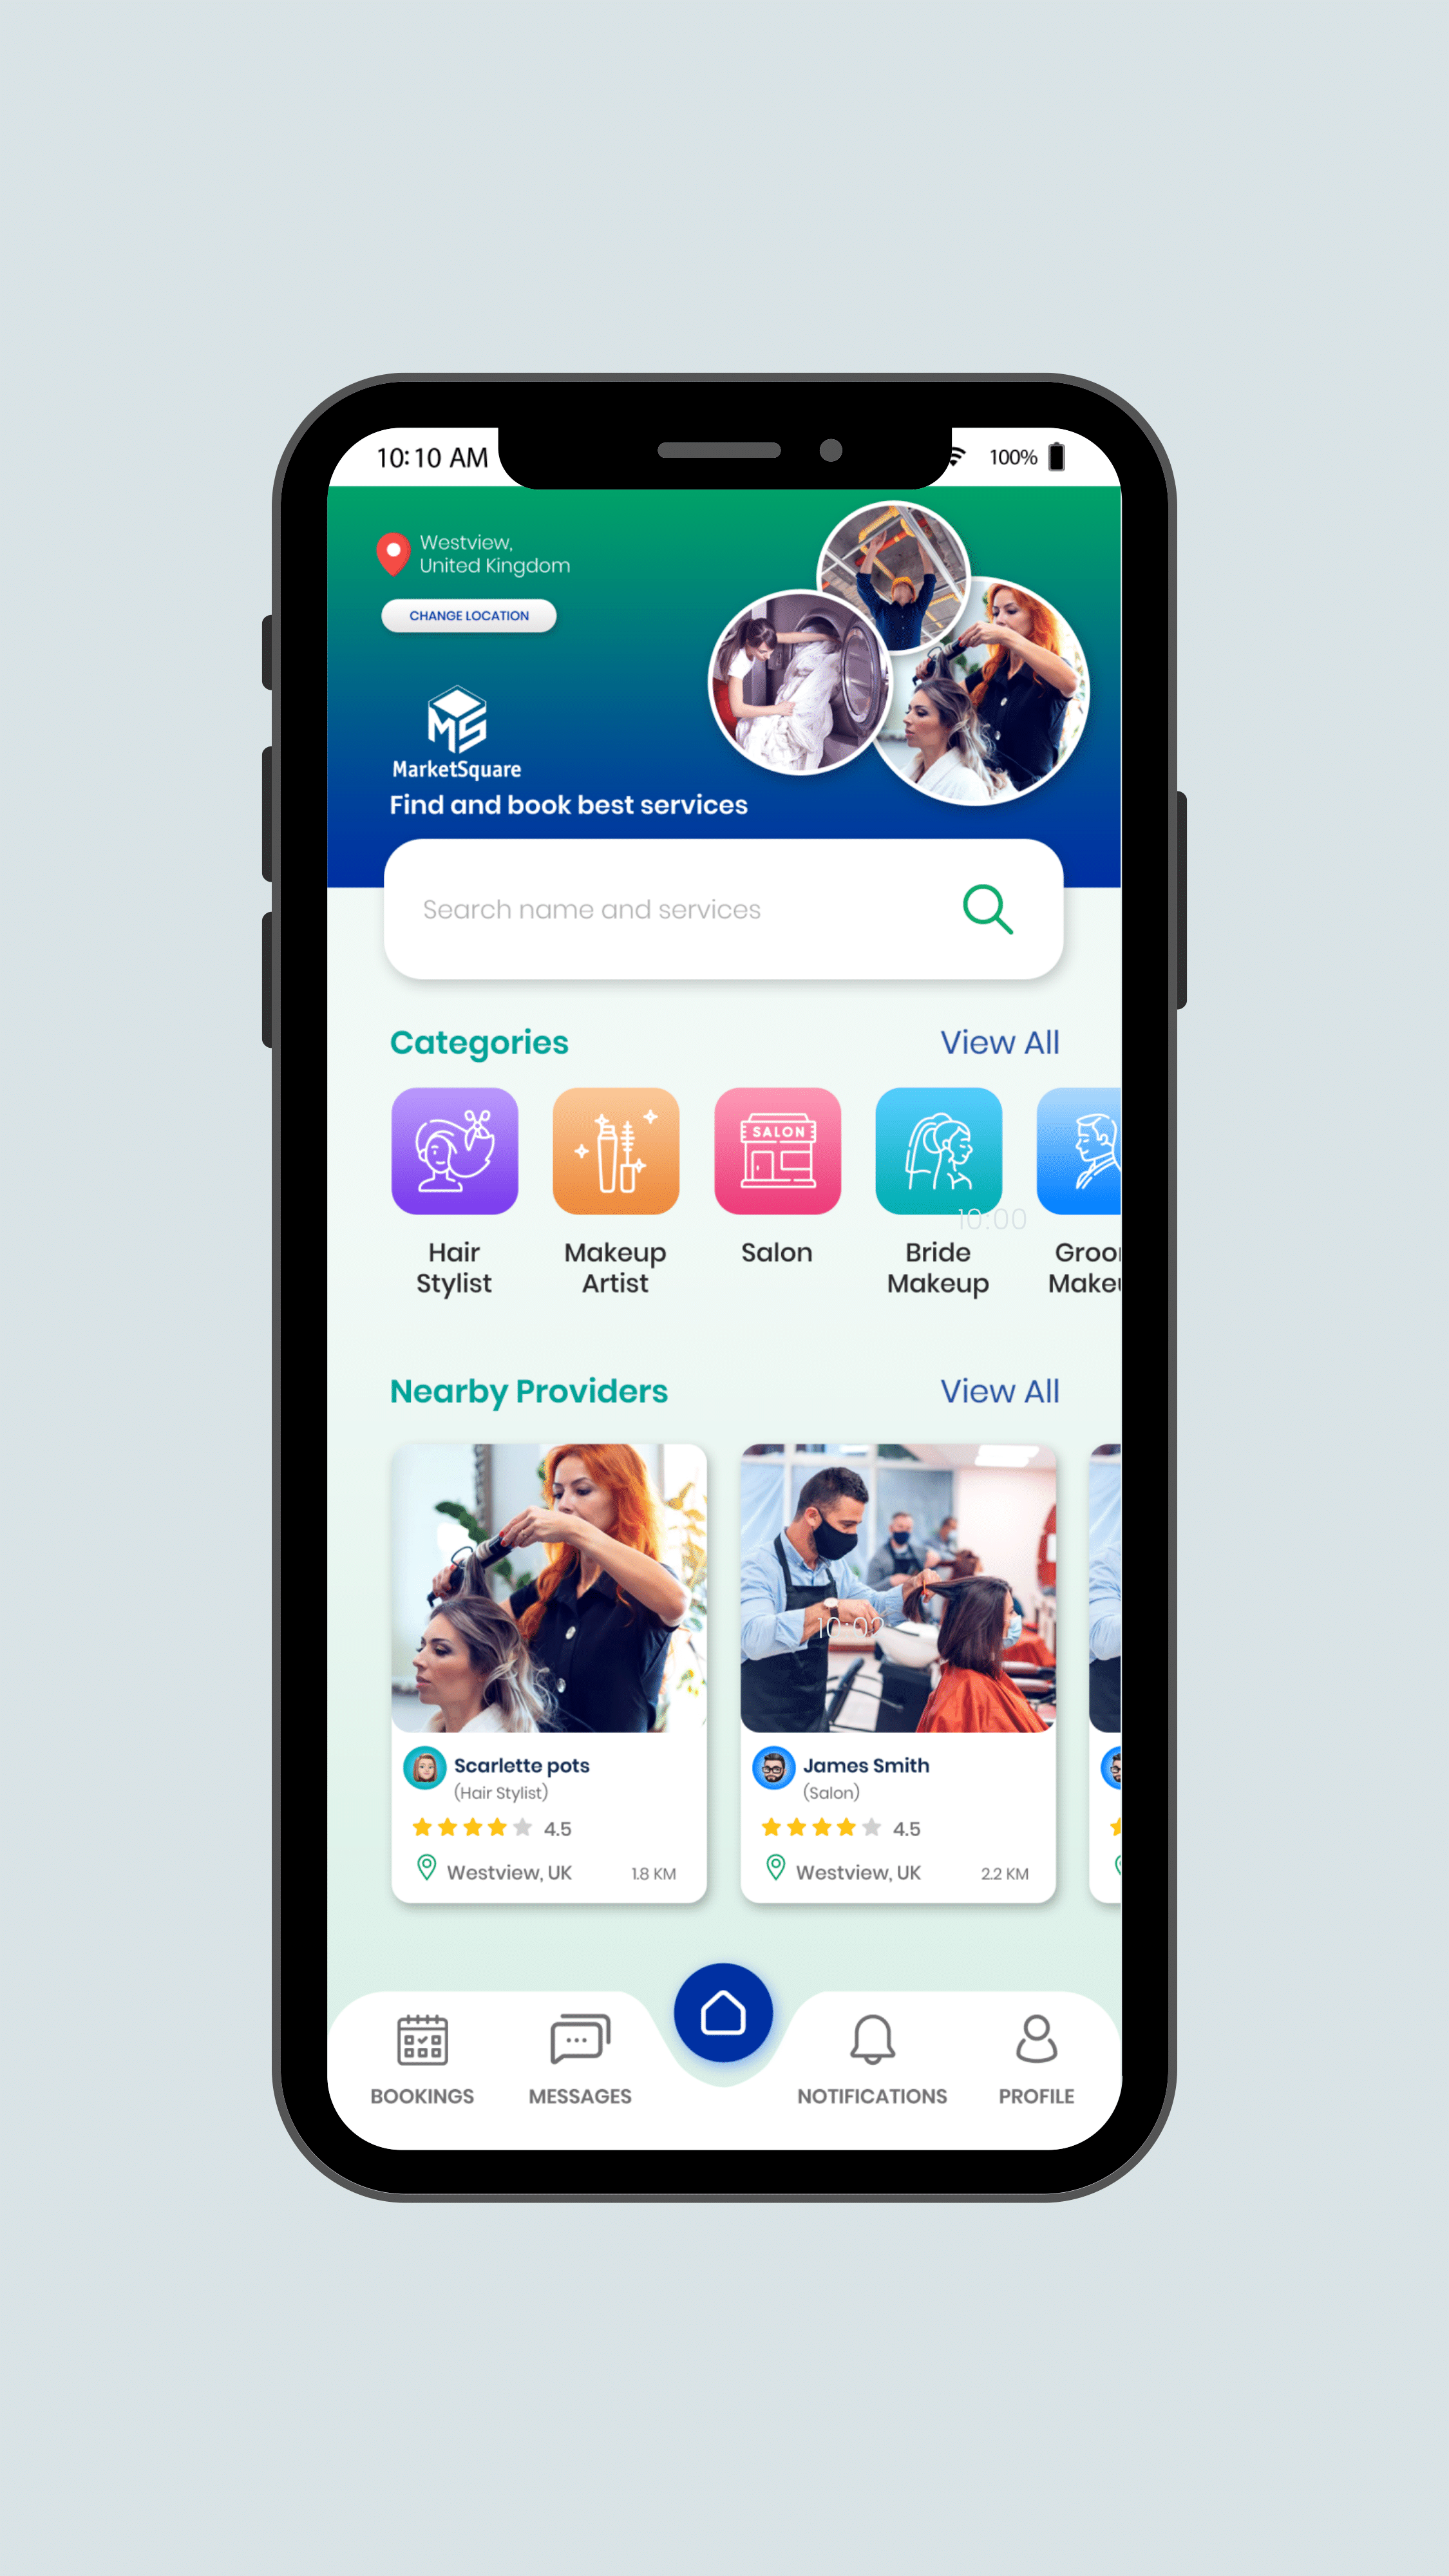 10:10 AM
100%
Westview,
United Kingdom
CHANGE LOCATION
MS
MarketSquare
Find and book best services
Search name and services
Categories
View All
SALON
10:00
Hair
Stylist
Makeup
Artist
Salon
Bride
Makeup
Groo
Make
Nearby Providers
View All
10:02
Scarlette pots
(Hair Stylist)
4.5
Westview, UK
1.8 KM
James Smith
(Salon)
4.5
Westview, UK
2.2 KM
BOOKINGS
MESSAGES
NOTIFICATIONS
PROFILE